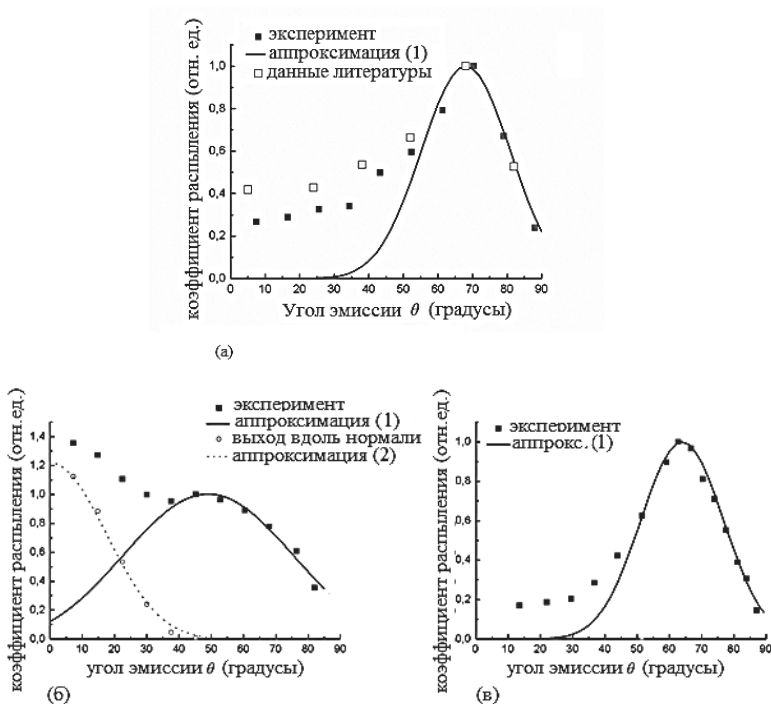 эксперимент
аппроксимация (1)
данные литературы
коэффициент распыления (отн. ед.)
1,0
0,8
0,6
0,4
0,2
0,0
0 10 20 30 40 50 60 70 80 90
Угол эмиссии θ (градусы)
(а)
эксперимент
аппроксимация (1)
выход вдоль нормали
аппроксимация (2)
коэффициент распыления (отн.ед.)
1,4
1,2
1,0
0,8
0,6
0,4
0,2
0,0
0 10 20 30 40 50 60 70 80 90
угол эмиссии θ (градусы)
(б)
эксперимент
аппрокс. (1)
коэффициент распыления (отн.ед.)
1,0
0,8
0,6
0,4
0,2
0,0
0 10 20 30 40 50 60 70 80 90
угол эмиссии θ (градусы)
(в)